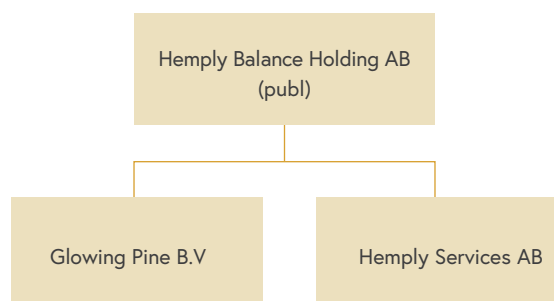 Hemply Balance Holding AB
(publ)
Glowing Pine B.V
Hemply Services AB